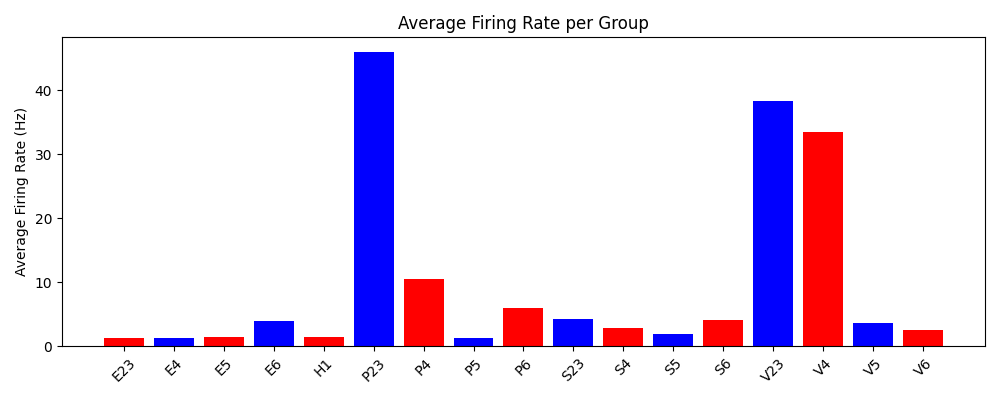 Average Firing Rate per Group
Average Firing Rate (Hz)
40
30
20
10
0
E23 E4 E5 E6 H1 P23 P4 P5 P6 S23 S4 S5 S6 V23 V4 V5 V6